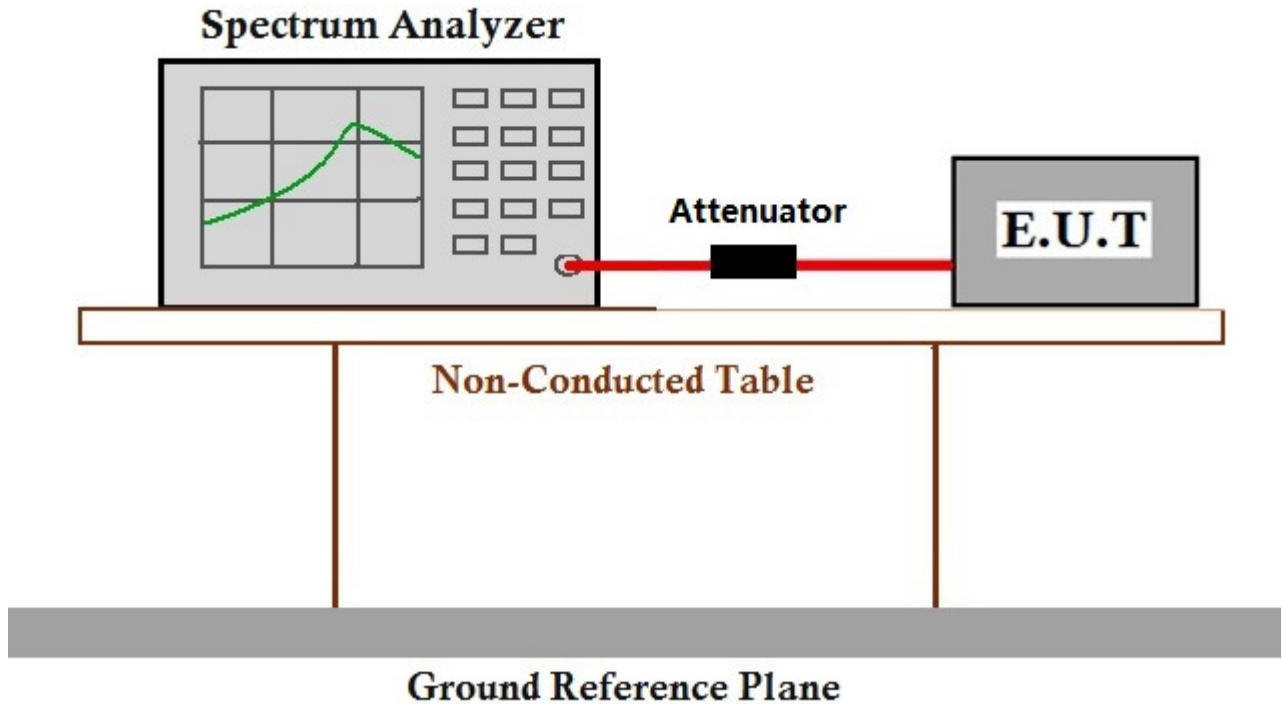 Spectrum Analyzer
Attenuator
E.U.T
Non-Conducted Table
Ground Reference Plane